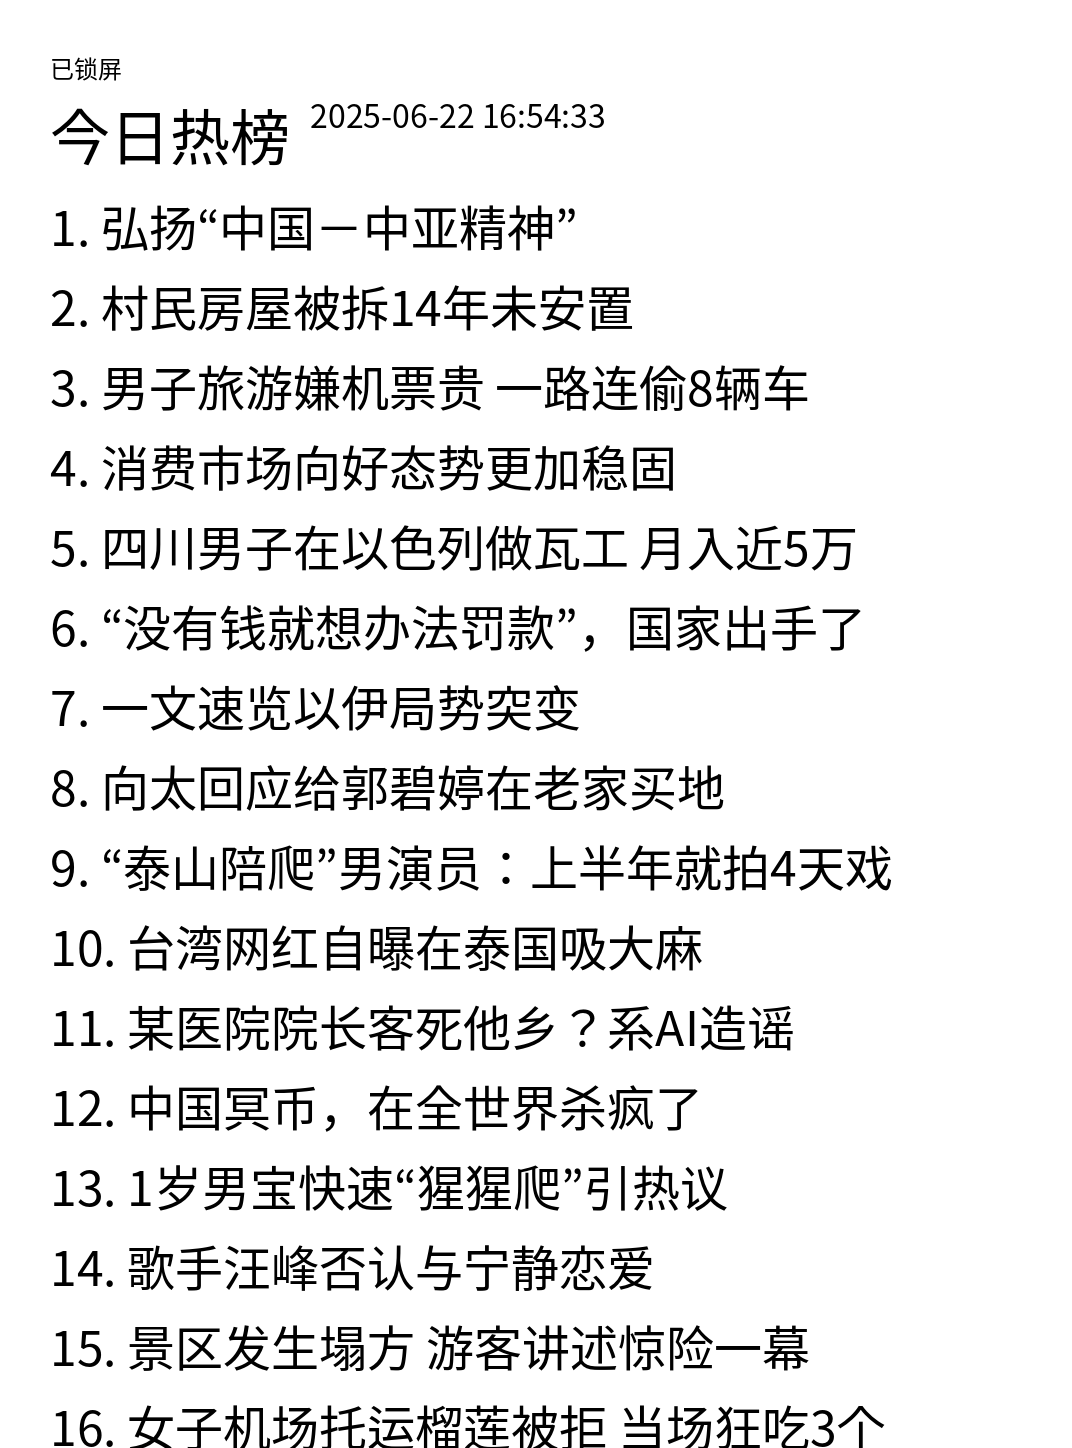 已锁屏
今日热榜 2025-06-22 16:54:33
1. 弘扬“中国－中亚精神”
2. 村民房屋被拆14年未安置
3. 男子旅游嫌机票贵 一路连偷8辆车
4. 消费市场向好态势更加稳固
5. 四川男子在以色列做瓦工 月入近5万
6. “没有钱就想办法罚款”，国家出手了
7. 一文速览以伊局势突变
8. 向太回应给郭碧婷在老家买地
9. “泰山陪爬”男演员：上半年就拍4天戏
10. 台湾网红自曝在泰国吸大麻
11. 某医院院长客死他乡？系AI造谣
12. 中国冥币，在全世界杀疯了
13. 1岁男宝快速“猩猩爬”引热议
14. 歌手汪峰否认与宁静恋爱
15. 景区发生塌方 游客讲述惊险一幕
16. 女子机场托运榴莲被拒 当场狂吃3个